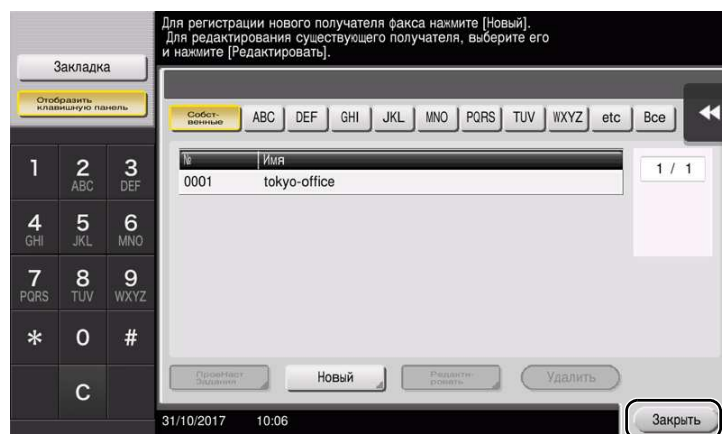 Для регистрации нового получателя факса нажмите [Новый].
Для редактирования существующего получателя, выберите его
и нажмите [Редактировать].
Закладка
Отобразить
клавишную панель
Собст-
венные
ABC
DEF
GHI
JKL
MNO
PQRS
TUV
WXYZ
etc
Все
№ Имя
0001 tokyo-office
1 / 1
1
2
ABC
3
DEF
4
GHI
5
JKL
6
MNO
7
PQRS
8
TUV
9
WXYZ
*
0
#
C
ПровНаст
Задания
Новый
Редакти-
ровать
Удалить
31/10/2017 10:06
Закрыть